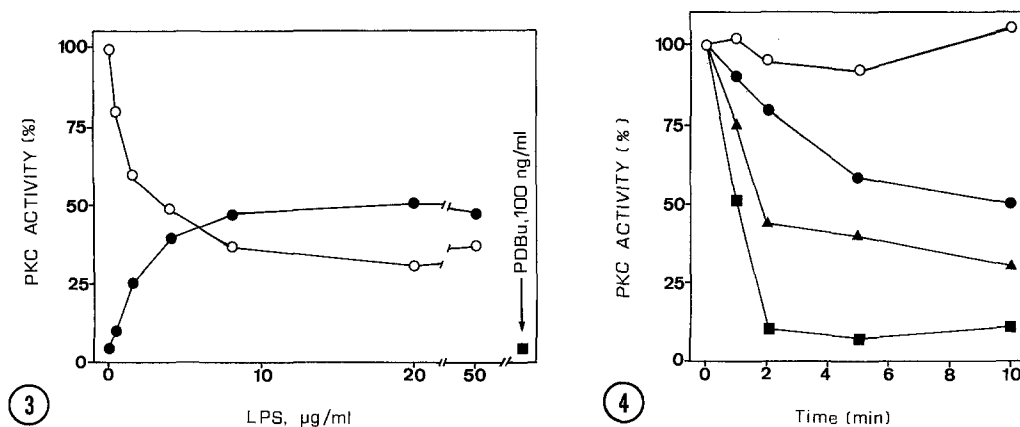 100
75
50
25
0
PKC ACTIVITY (%)
0 10 20 50
LPS, µg/ml
PDBu, 100 ng/ml
3
100
75
50
25
0
PKC ACTIVITY (%)
0 2 4 6 8 10
Time (min)
4